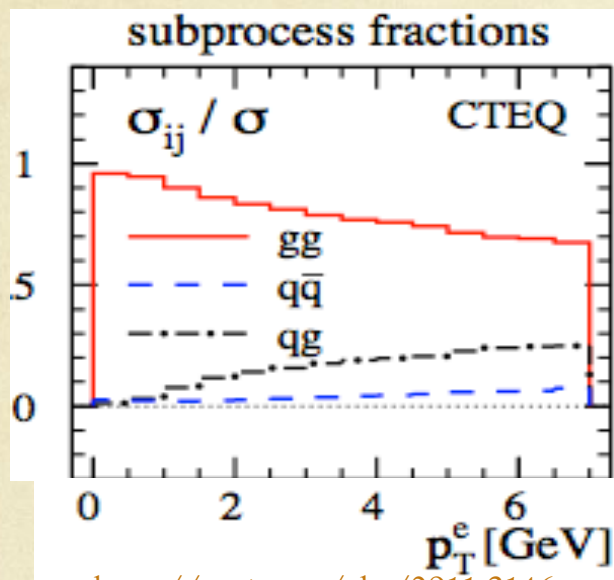 subprocess fractions
σij / σ CTEQ
1
gg
.5 qq̄
qg
0
0 2 4 6
pTe [GeV]